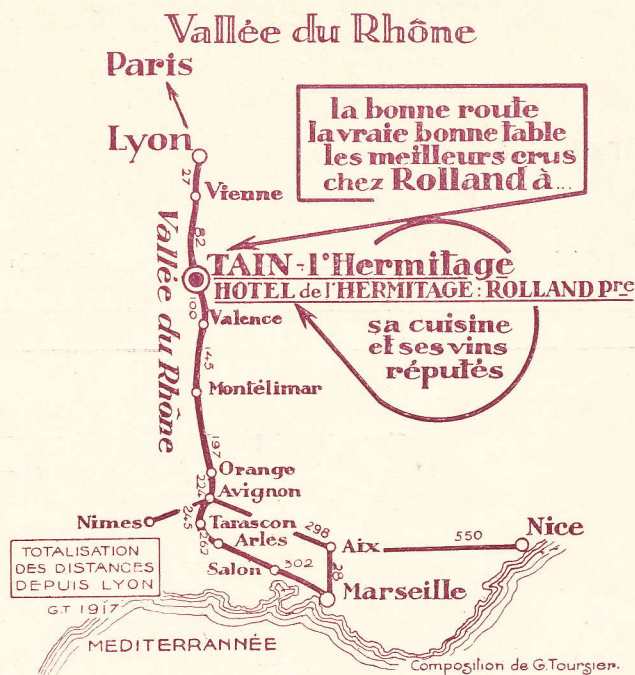 Vallée du Rhône
Paris
Lyon
27
Vienne
la bonne route
la vraie bonne table
les meilleurs crus
chez Rolland à...
82
Vallée du Rhône
TAIN-l'Hermitage
HOTEL de l'HERMITAGE: ROLLAND Pre
100
Valence
sa cuisine
et ses vins
réputés
145
Montélimar
197
Orange
224
Avignon
Nimes
245
Tarascon
298
550
Nice
262
Arles
Aix
Salon
302
28
Marseille
TOTALISATION
DES DISTANCES
DEPUIS LYON
G.T 1917
MEDITERRANNÉE
Composition de G.Toursier.